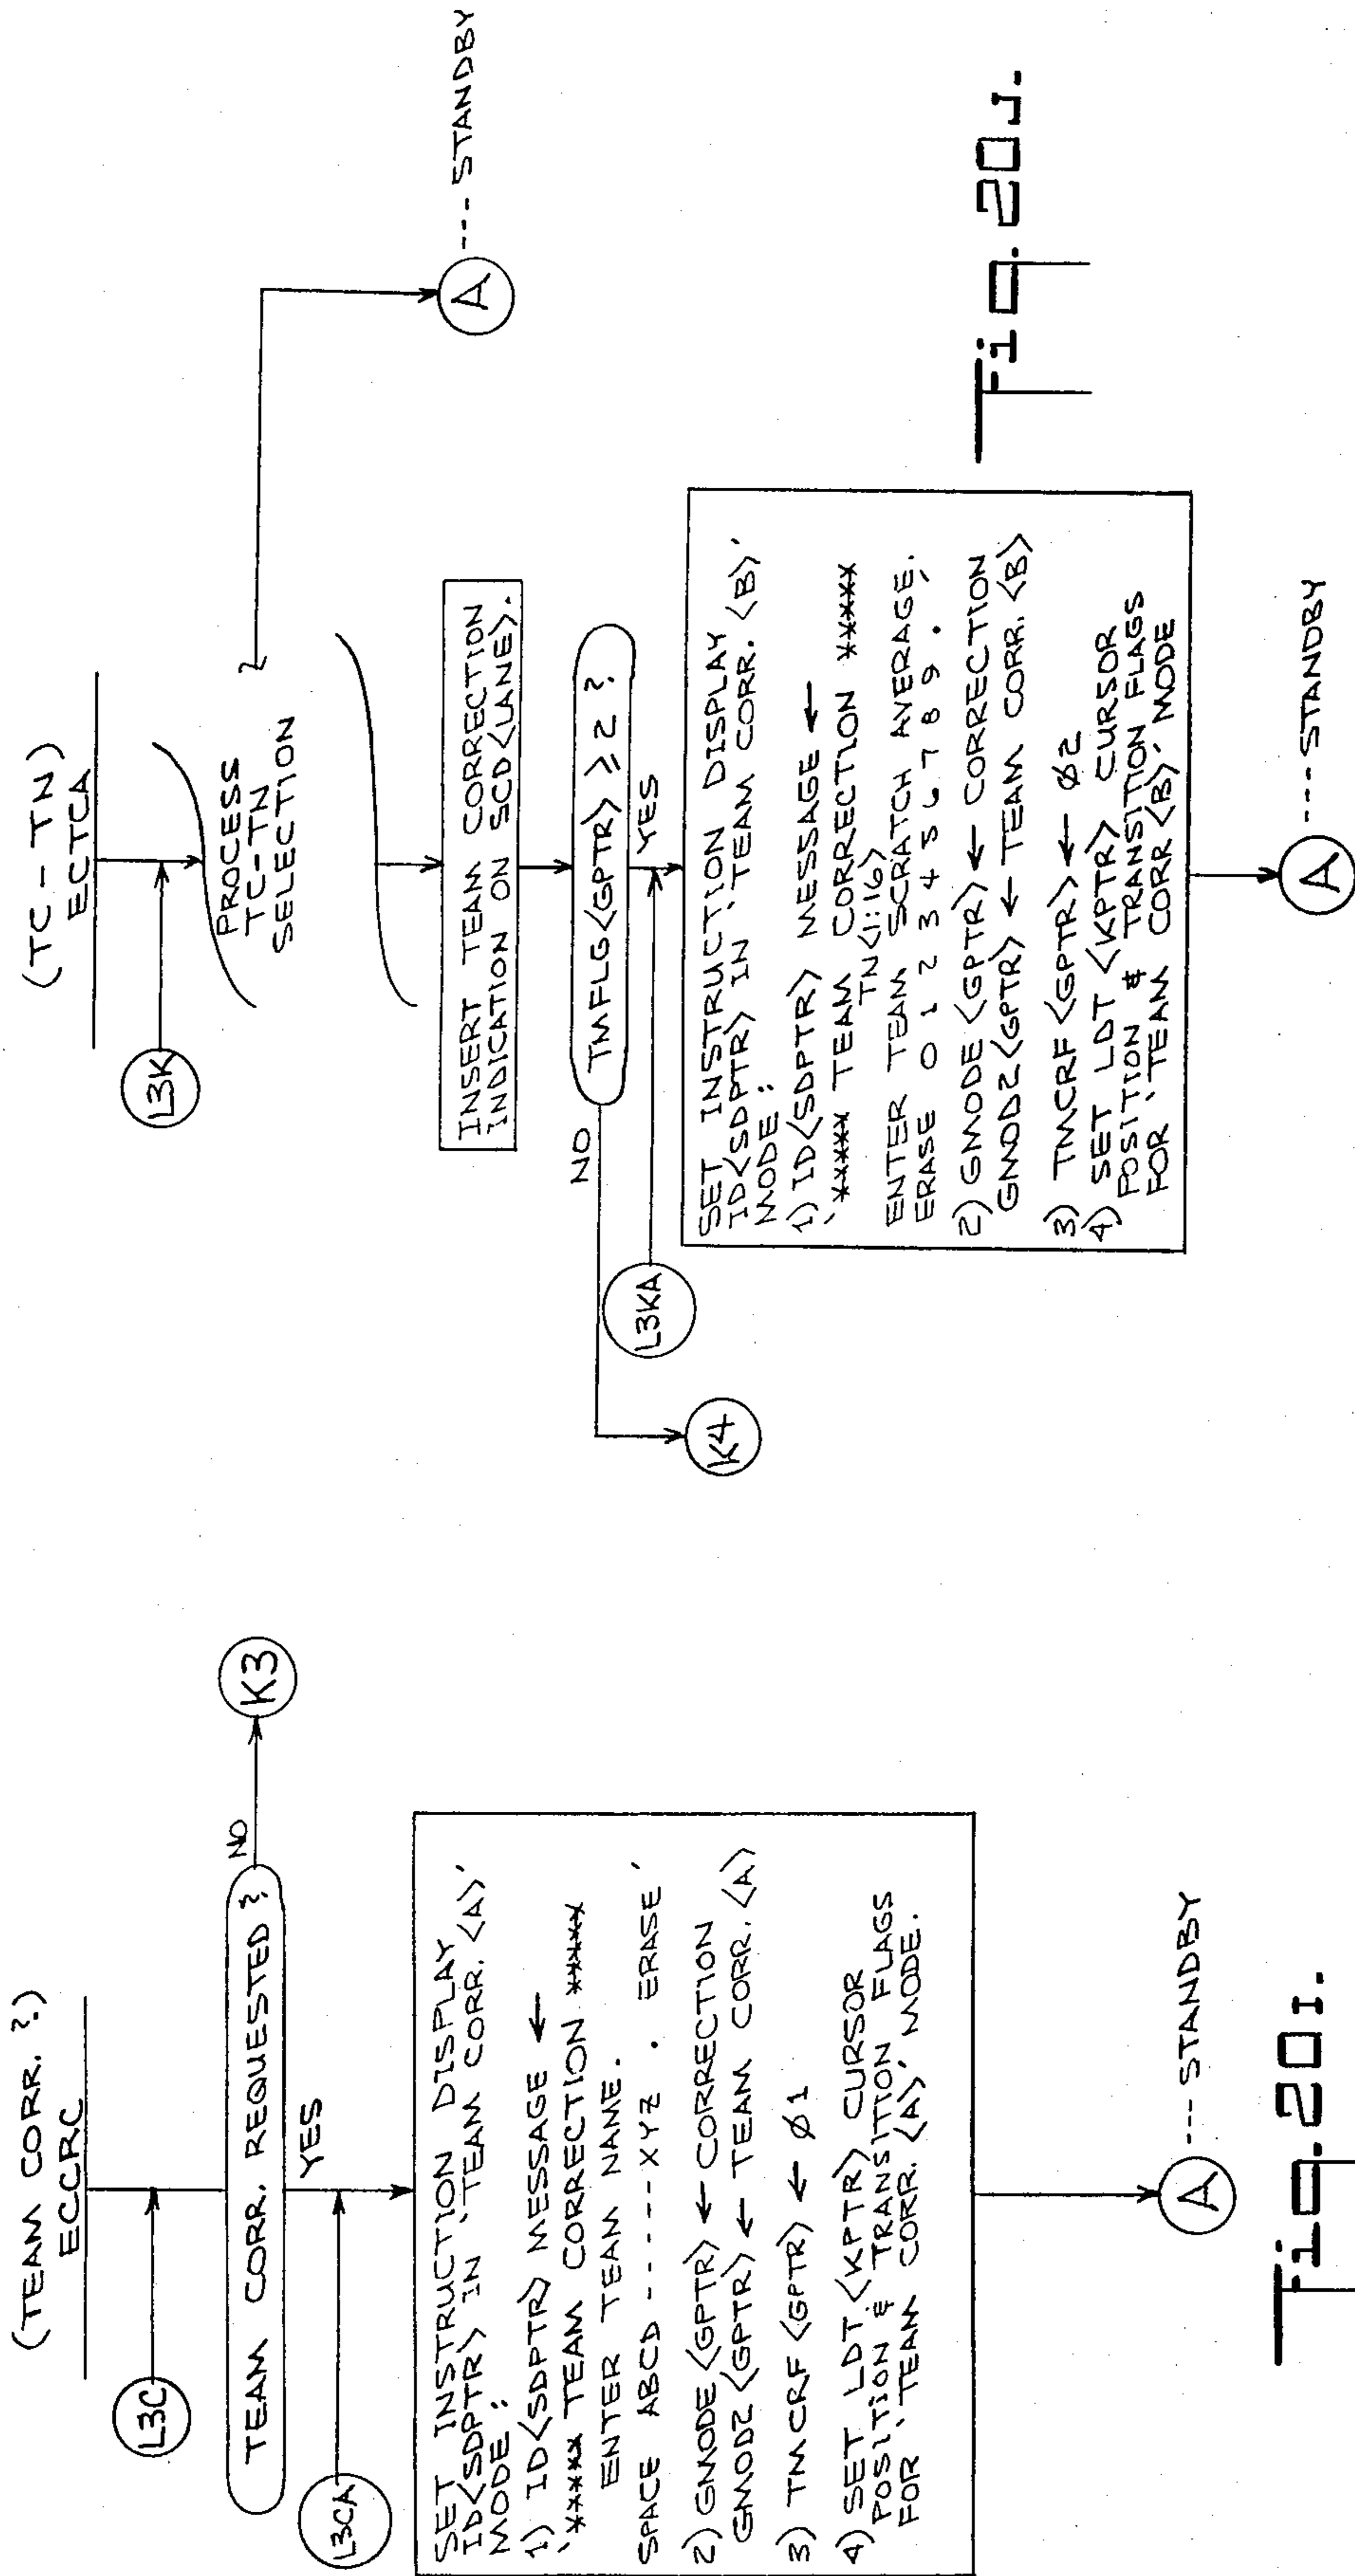 (TEAM CORR. ?)
ECCRC
L3C
TEAM CORR. REQUESTED ?
NO
K3
YES
L3CA
SET INSTRUCTION DISPLAY
ID<SDPTR> IN 'TEAM CORR. <A>'
MODE:
1) ID<SDPTR> MESSAGE ←
'***** TEAM CORRECTION *****
ENTER TEAM NAME.
SPACE ABCD-----XYZ . ERASE'
2) GMODE<GPTR> ← CORRECTION
GMOD2<GPTR> ← TEAM CORR. <A>
3) TMCRF<GPTR> ← Ø1
4) SET LDT<KPTR> CURSOR
POSITION & TRANSITION FLAGS
FOR 'TEAM CORR. <A>' MODE.
A --- STANDBY
Fig. 20I.
(TC-TN)
ECTCA
L3K
PROCESS
TC-TN
SELECTION
A --- STANDBY
INSERT TEAM CORRECTION
INDICATION ON SCD<LANE>.
TMFLG<GPTR> ≥ 2 ?
NO
K4
YES
L3KA
SET INSTRUCTION DISPLAY
ID<SDPTR> IN 'TEAM CORR. <B>'
MODE:
1) ID<SDPTR> MESSAGE ←
'***** TEAM CORRECTION *****
TN<1:16>
ENTER TEAM SCRATCH AVERAGE.
ERASE 0 1 2 3 4 5 6 7 8 9 .'
2) GMODE<GPTR> ← CORRECTION
GMOD2<GPTR> ← TEAM CORR. <B>
3) TMCRF<GPTR> ← Ø2
4) SET LDT<KPTR> CURSOR
POSITION & TRANSITION FLAGS
FOR 'TEAM CORR <B>' MODE
A --- STANDBY
Fig. 20J.